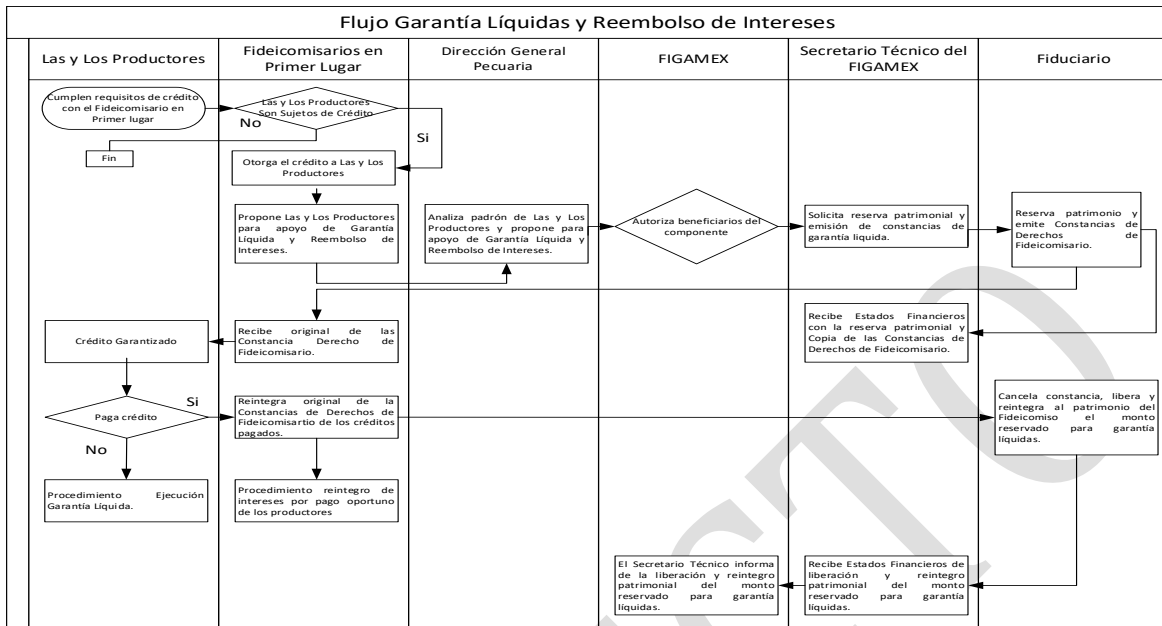 Flujo Garantía Líquidas y Reembolso de Intereses
Las y Los Productores
Fideicomisarios en
Primer Lugar
Dirección General
Pecuaria
FIGAMEX
Secretario Técnico del
FIGAMEX
Fiduciario
Cumplen requisitos de crédito
con el Fideicomisario en
Primer lugar
Las y Los Productores
Son Sujetos de Crédito
No
Si
Fin
Otorga el crédito a Las y Los
Productores
Propone Las y Los Productores
para apoyo de Garantía
Líquida y Reembolso de
Intereses.
Analiza padrón de Las y Los
Productores y propone para
apoyo de Garantía Líquida y
Reembolso de Intereses.
Autoriza beneficiarios del
componente
Solicita reserva patrimonial y
emisión de constancias de
garantía liquida.
Reserva patrimonio y
emite Constancias de
Derechos de
Fideicomisario.
Recibe Estados Financieros
con la reserva patrimonial y
Copia de las Constancias de
Derechos de Fideicomisario.
Recibe original de las
Constancia Derecho de
Fideicomisario.
Crédito Garantizado
Paga crédito
Si
No
Reintegra original de la
Constancias de Derechos de
Fideicomisartio de los créditos
pagados.
Cancela constancia, libera y
reintegra al patrimonio del
Fideicomiso el monto
reservado para garantía
líquidas.
Procedimiento Ejecución
Garantía Líquida.
Procedimiento reintegro de
intereses por pago oportuno
de los productores
El Secretario Técnico informa
de la liberación y reintegro
patrimonial del monto
reservado para garantía
líquidas.
Recibe Estados Financieros de
liberación y reintegro
patrimonial del monto
reservado para garantía
líquidas.
STO